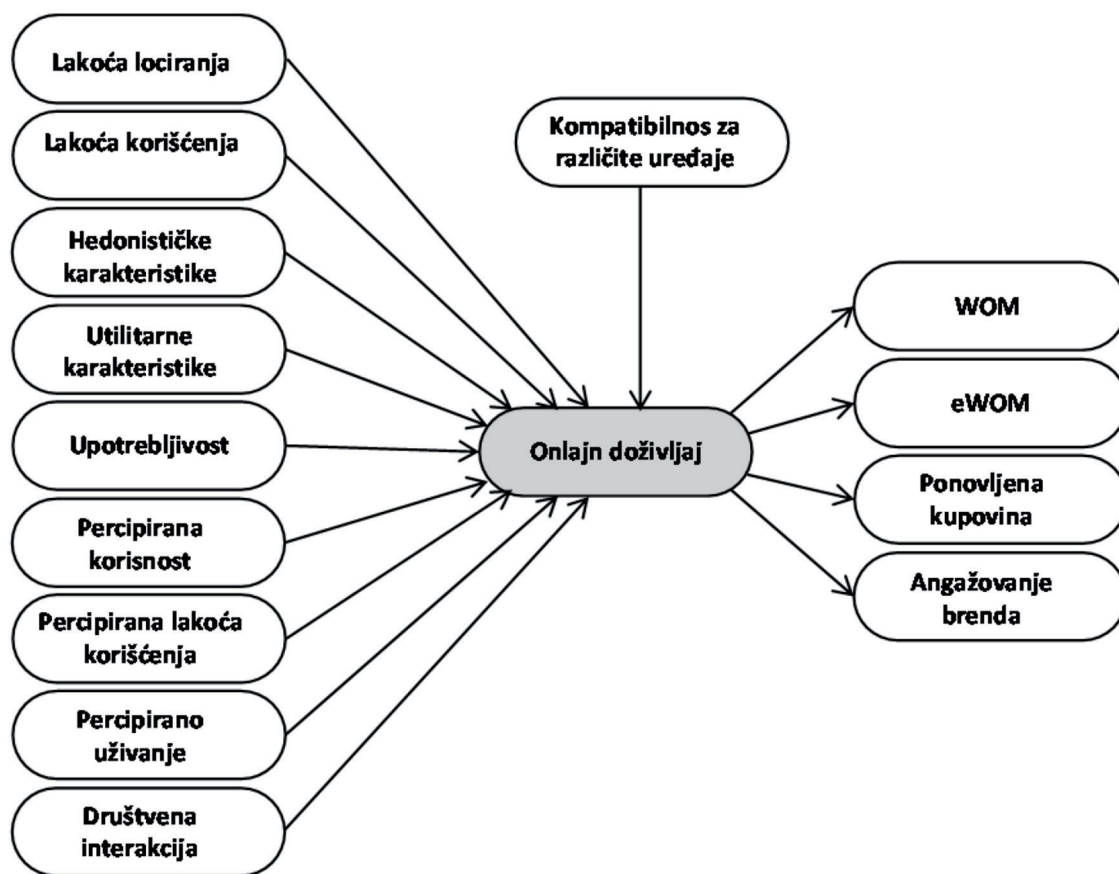 Lakoća lociranja
Lakoća korišćenja
Hedonističke
karakteristike
Utilitarne
karakteristike
Upotrebljivost
Percipirana
korisnost
Percipirana lakoća
korišćenja
Percipirano
uživanje
Društvena
interakcija
Kompatibilnos za
različite uređaje
Onlajn doživljaj
WOM
eWOM
Ponovljena
kupovina
Angažovanje
brenda